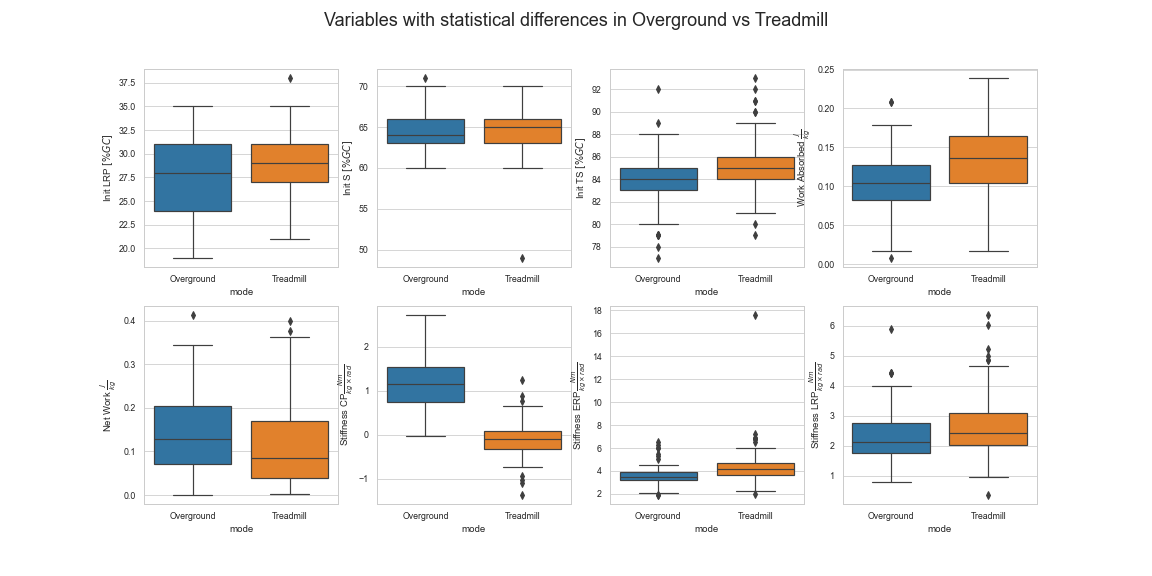 Variables with statistical differences in Overground vs Treadmill
Init LRP [%GC]
37.5
35.0
32.5
30.0
27.5
25.0
22.5
20.0
Overground Treadmill
mode
Init S [%GC]
70
65
60
55
50
Overground Treadmill
mode
Init TS [%GC]
92
90
88
86
84
82
80
78
Overground Treadmill
mode
Work Absorbed J/kg
0.25
0.20
0.15
0.10
0.05
0.00
Overground Treadmill
mode
Net Work J/kg
0.4
0.3
0.2
0.1
0.0
Overground Treadmill
mode
Stiffness CP Nm/kg × rad
2
1
0
−1
Overground Treadmill
mode
Stiffness ERP Nm/kg × rad
18
16
14
12
10
8
6
4
2
Overground Treadmill
mode
Stiffness LRP Nm/kg × rad
6
5
4
3
2
1
Overground Treadmill
mode